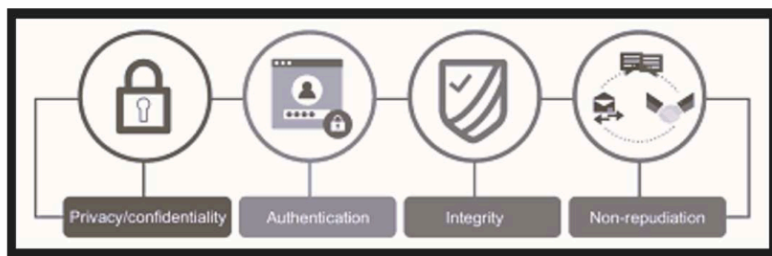 Privacy/confidentiality
Authentication
Integrity
Non-repudiation